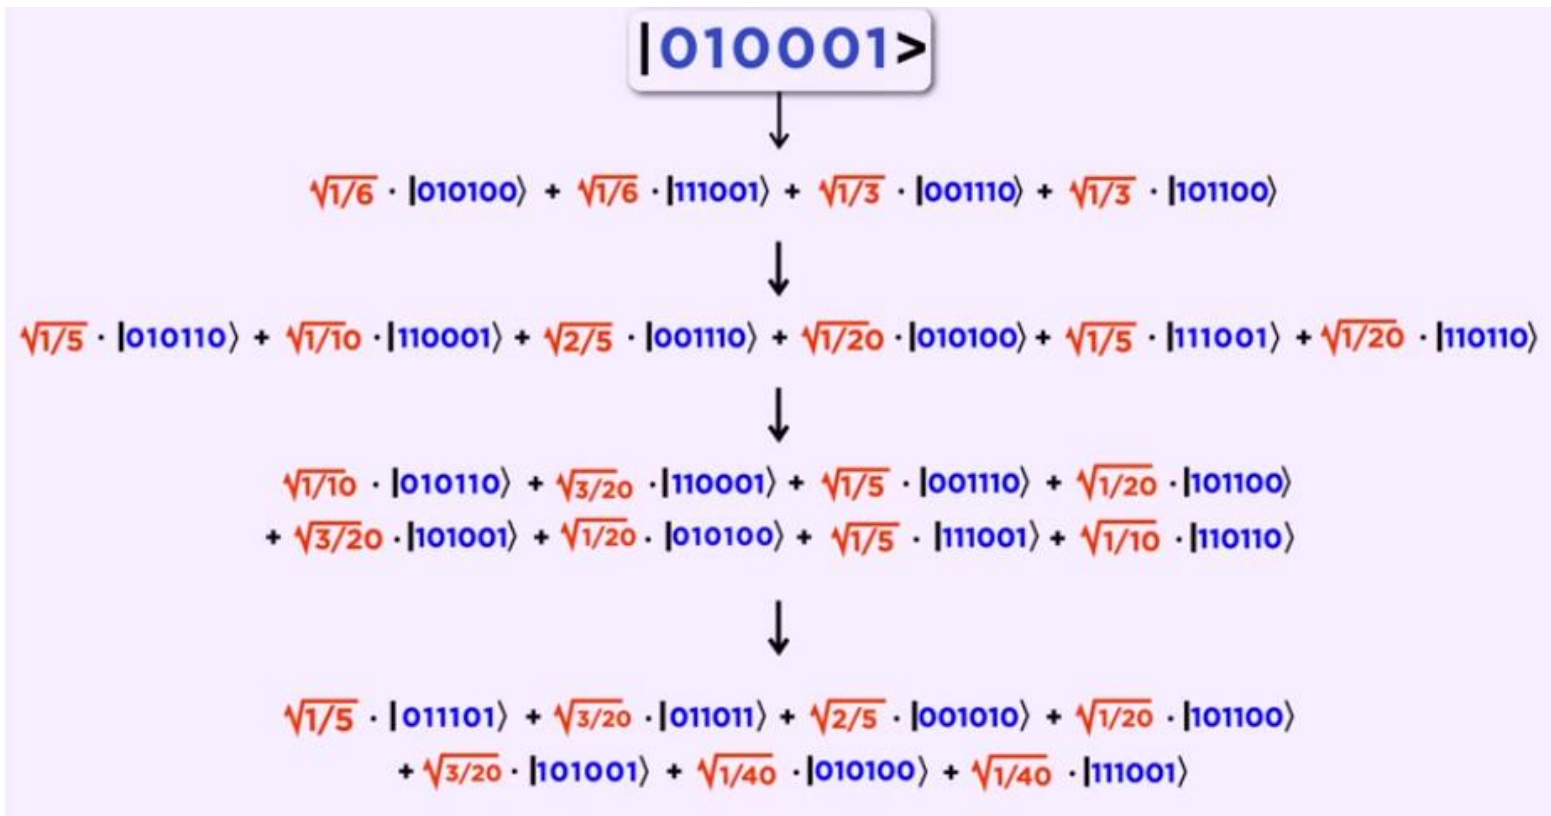 |010001>
√1/6 · |010100⟩ + √1/6 · |111001⟩ + √1/3 · |001110⟩ + √1/3 · |101100⟩
√1/5 · |010110⟩ + √1/10 · |110001⟩ + √2/5 · |001110⟩ + √1/20 · |010100⟩ + √1/5 · |111001⟩ + √1/20 · |110110⟩
√1/10 · |010110⟩ + √3/20 · |110001⟩ + √1/5 · |001110⟩ + √1/20 · |101100⟩
+ √3/20 · |101001⟩ + √1/20 · |010100⟩ + √1/5 · |111001⟩ + √1/10 · |110110⟩
√1/5 · |011101⟩ + √3/20 · |011011⟩ + √2/5 · |001010⟩ + √1/20 · |101100⟩
+ √3/20 · |101001⟩ + √1/40 · |010100⟩ + √1/40 · |111001⟩